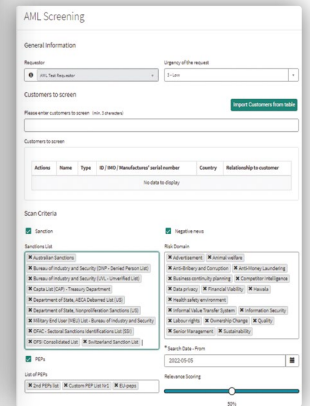 AML Screening
General Information
Requestor
Urgency of the request
AML Test Requestor
3 - Low
Customers to screen
Import Customers from table
Please enter customers to screen (min. 3 characters)
Customers to screen
Actions Name Type ID / IMO / Manufactures' serial number Country Relationship to customer
No data to display
Scan Criteria
Sanction
Negative news
Sanctions List
Risk Domain
Australian Sanctions
Bureau of Industry and Security (DNP - Denied Person List)
Bureau of Industry and Security (UVL - Unverified List)
Capta List (CAP) - Treasury Department
Department of State, AECA Debarred List (US)
Department of State, Nonproliferation Sanctions (US)
Military End User (MEU) List - Bureau of Industry and Security
OFAC - Sectoral Sanctions Identifications List (SSI)
OFSI Consolidated List Switzerland Sanction List
Advertisement Animal welfare
Anti-Bribery and Corruption Anti-Money Laundering
Business continuity planning Competitor Intelligence
Data privacy Financial Viability Hawala
Health safety environment
Informal Value Transfer System Information Security
Labour rights Ownership Change Quality
Senior Management Sustainability
* Search Date - From
2022-05-05
PEPs
List of PEPs
Relevance Scoring
2nd PEPs list Custom PEP List Nr1 EU-peps
50%